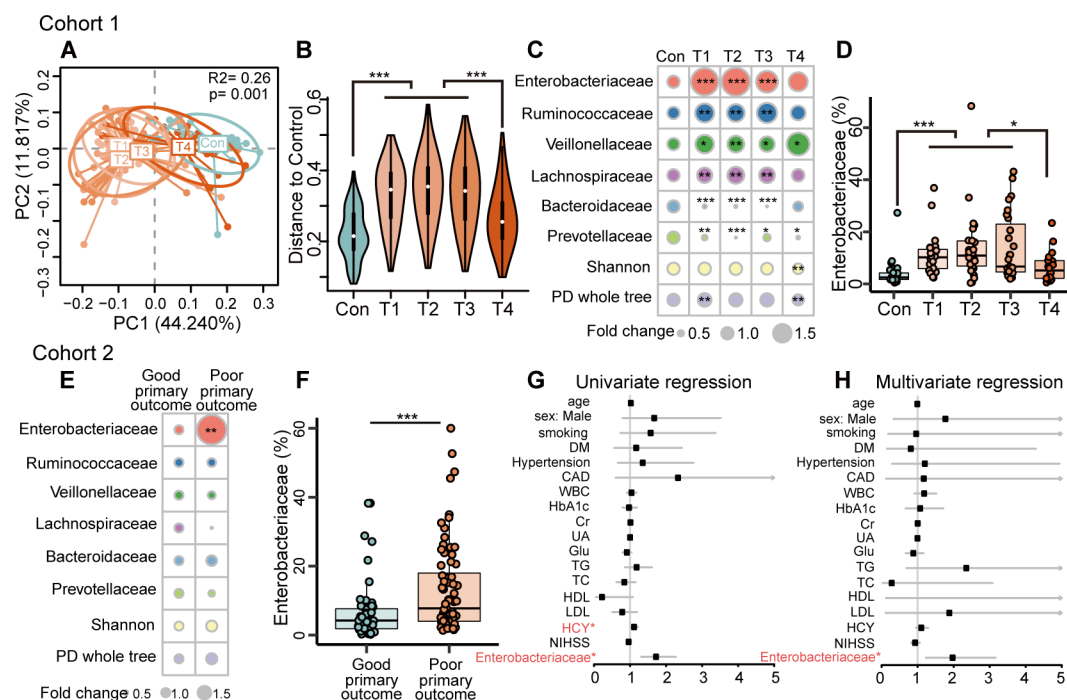 Cohort 1
A
R2= 0.26
p= 0.001
T1
T2
T3
T4
Con
PC2 (11.817%)
0.2
0.1
0.0
−0.1
−0.2
−0.3
−0.1
0.0
0.1
0.2
0.3
PC1 (44.240%)
B
***
***
Distance to Control
0.6
0.4
0.2
Con T1 T2 T3 T4
C
Con T1 T2 T3 T4
Enterobacteriaceae *** *** ***
Ruminococcaceae ** ** **
Veillonellaceae * ** * *
Lachnospiraceae ** ** **
Bacteroidaceae *** *** ***
Prevotellaceae ** *** * *
Shannon **
PD whole tree ** **
Fold change 0.5 1.0 1.5
D
*** *
Enterobacteriaceae (%)
60
40
20
0
Con T1 T2 T3 T4
Cohort 2
E
Good primary outcome
Poor primary outcome
Enterobacteriaceae **
Ruminococcaceae
Veillonellaceae
Lachnospiraceae
Bacteroidaceae
Prevotellaceae
Shannon
PD whole tree
Fold change 0.5 1.0 1.5
F
***
Enterobacteriaceae (%)
60
40
20
0
Good primary outcome
Poor primary outcome
G Univariate regression
age
sex: Male
smoking
DM
Hypertension
CAD
WBC
HbA1c
Cr
UA
Glu
TG
TC
HDL
LDL
HCY*
NIHSS
Enterobacteriaceae*
0 1 2 3 4 5
H Multivariate regression
age
sex: Male
smoking
DM
Hypertension
CAD
WBC
HbA1c
Cr
UA
Glu
TG
TC
HDL
LDL
HCY
NIHSS
Enterobacteriaceae*
0 1 2 3 4 5